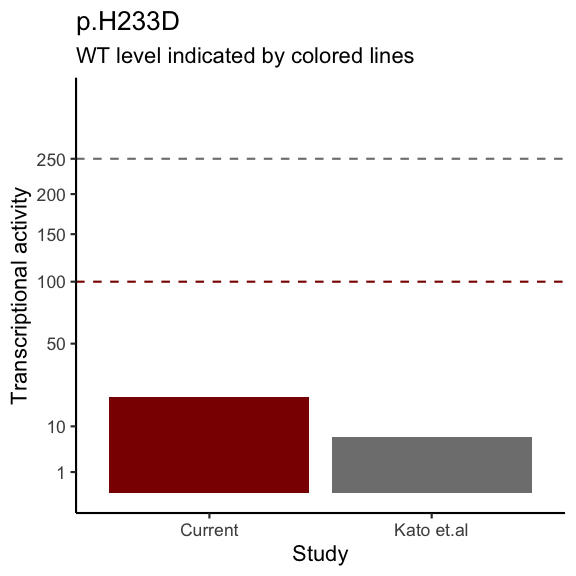 p.H233D
WT level indicated by colored lines
Transcriptional activity
250
200
150
100
50
10
1
Current
Kato et.al
Study